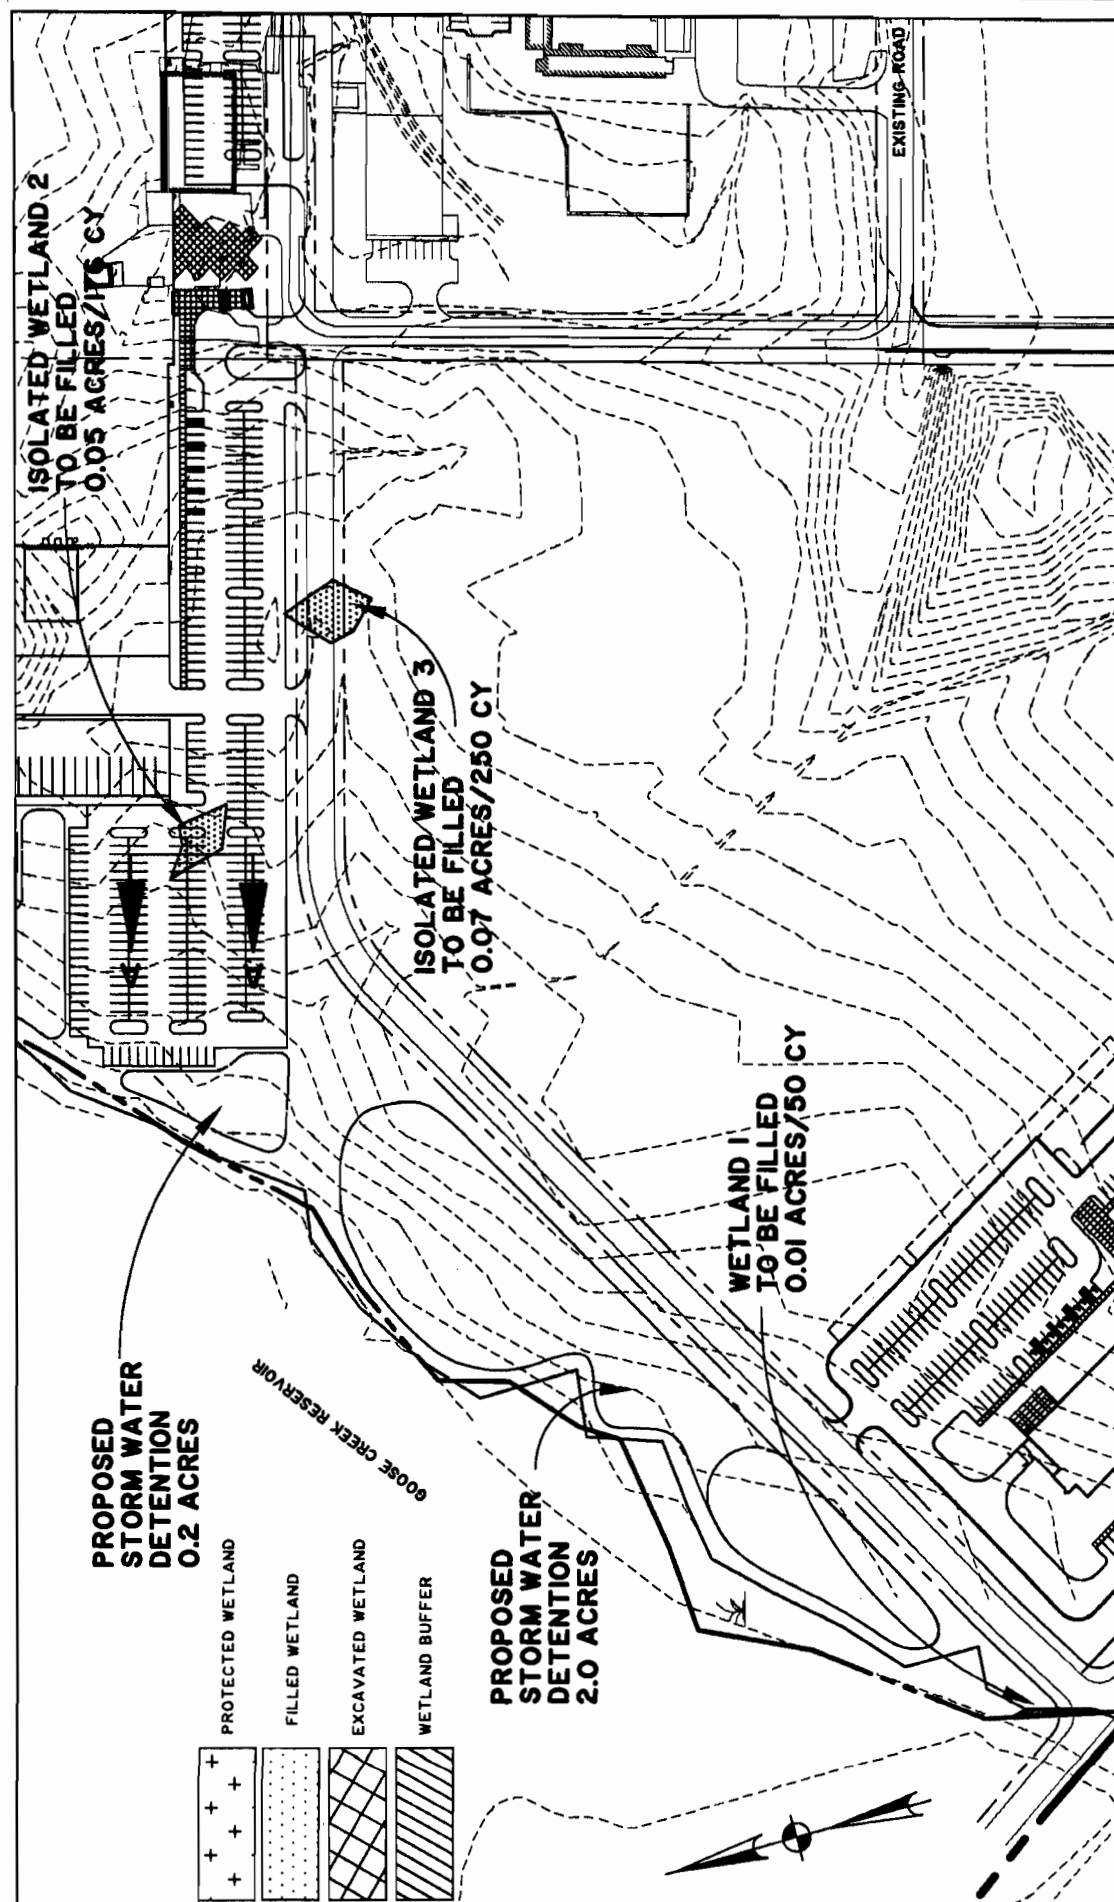 ISOLATED WETLAND 2
TO BE FILLED
0.05 ACRES/176 CY
EXISTING ROAD
ISOLATED WETLAND 3
TO BE FILLED
0.07 ACRES/250 CY
WETLAND 1
TO BE FILLED
0.01 ACRES/50 CY
PROPOSED
STORM WATER
DETENTION
0.2 ACRES
GOOSE CREEK RESERVOIR
PROPOSED
STORM WATER
DETENTION
2.0 ACRES
PROTECTED WETLAND
FILLED WETLAND
EXCAVATED WETLAND
WETLAND BUFFER